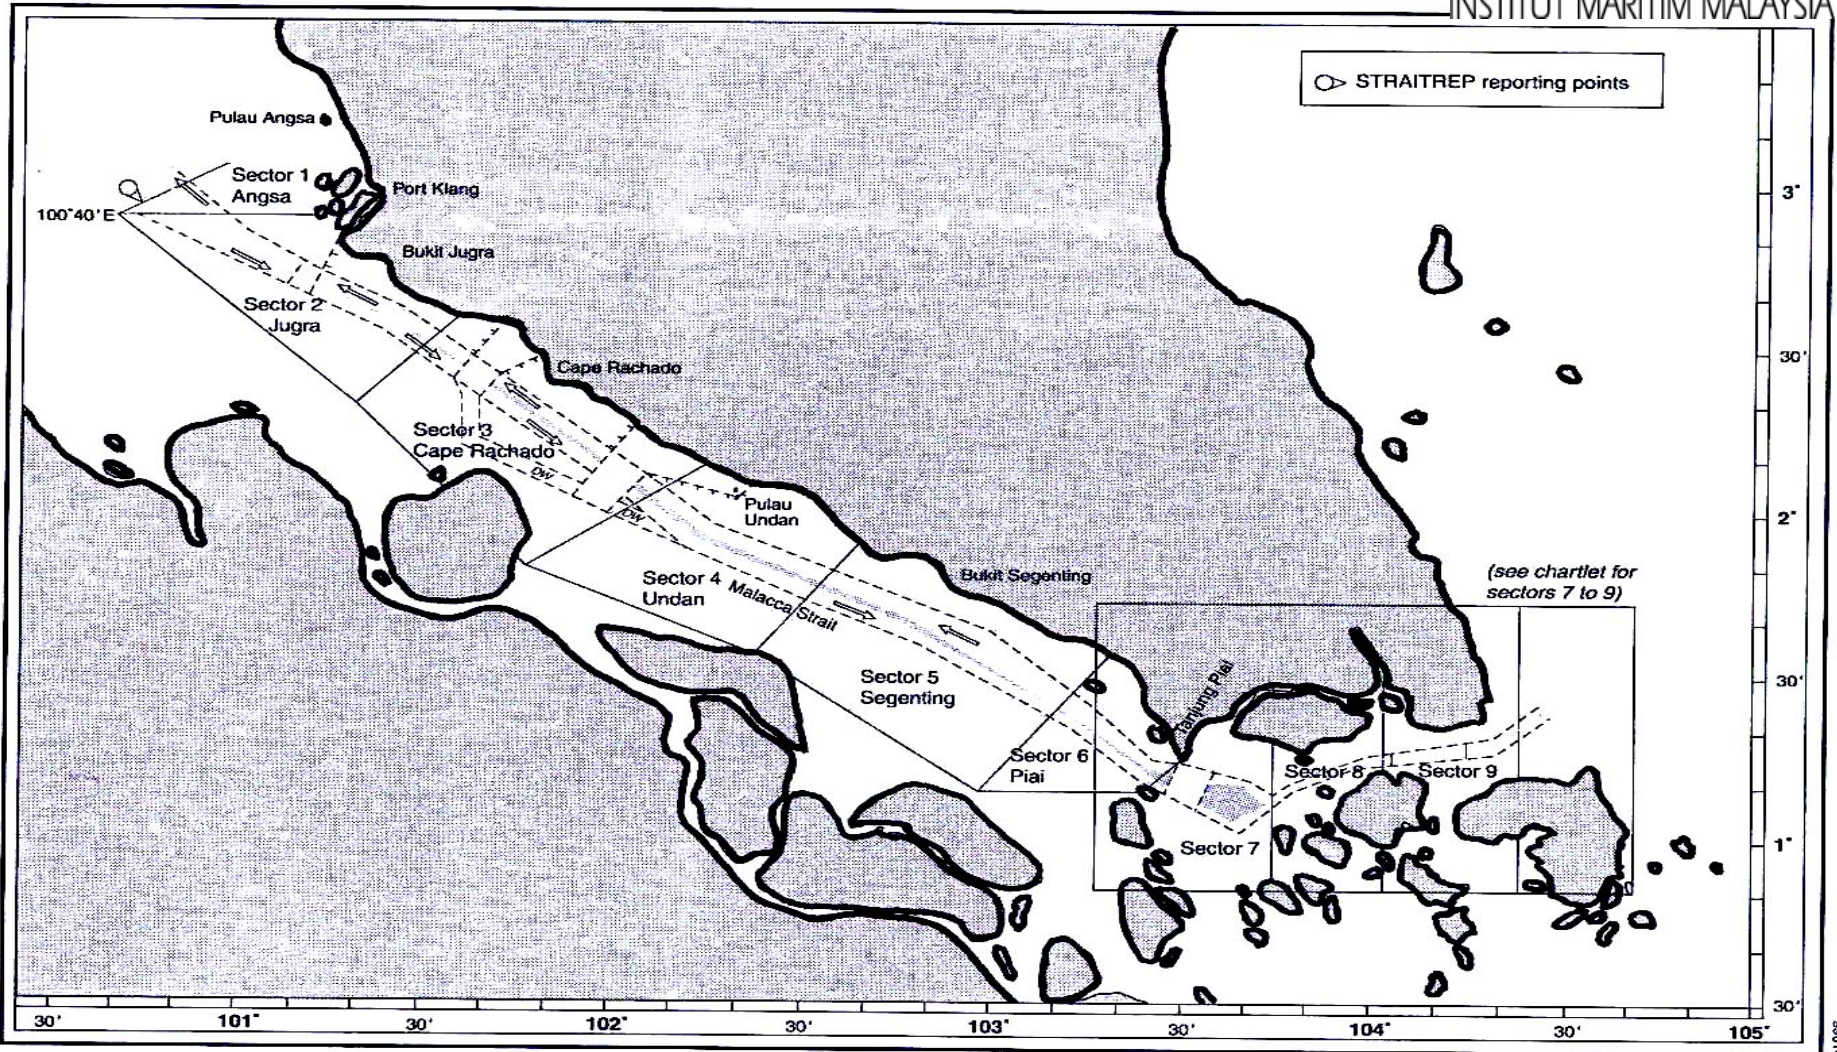 INSTITUT MARITIM MALAYSIA
STRAITREP reporting points
Pulau Angsa
Sector 1
Angsa
Port Klang
3°
100°40'E
Bukit Jugra
Sector 2
Jugra
30'
Cape Rachado
Sector 3
Cape Rachado
DW
Pulau
Undan
DW
2°
Sector 4
Undan
Malacca Strait
Bukit Segenting
(see chartlet for
sectors 7 to 9)
Sector 5
Segenting
Tanjung Piai
30'
Sector 6
Piai
Sector 8
Sector 9
Sector 7
1°
30'
30'
101°
30'
102°
30'
103°
30'
104°
30'
105°